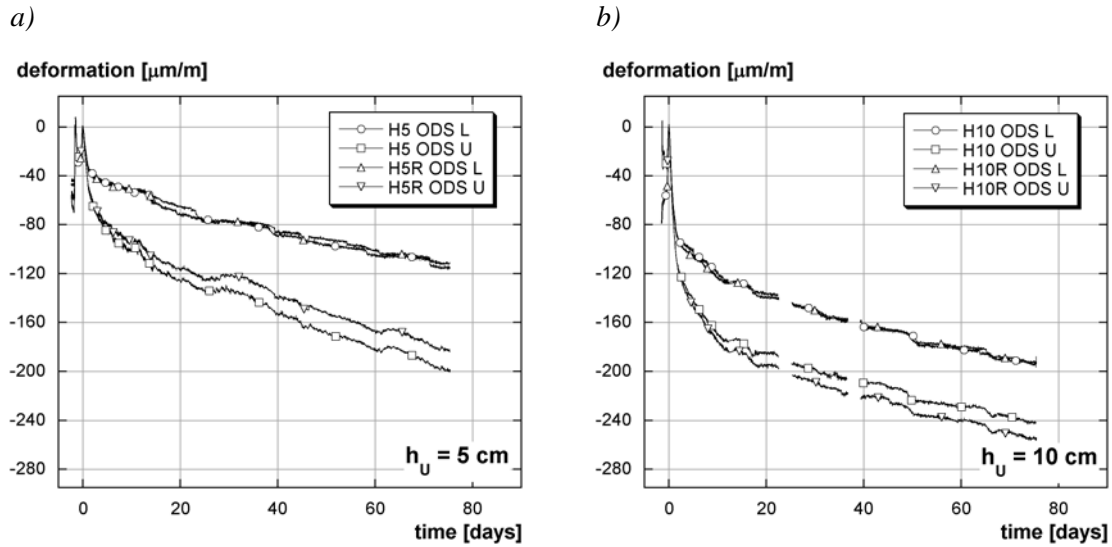 a)
deformation [μm/m]
H5 ODS L
H5 ODS U
H5R ODS L
H5R ODS U
0
-40
-80
-120
-160
-200
-240
-280
h_U = 5 cm
0 20 40 60 80
time [days]
b)
deformation [μm/m]
H10 ODS L
H10 ODS U
H10R ODS L
H10R ODS U
0
-40
-80
-120
-160
-200
-240
-280
h_U = 10 cm
0 20 40 60 80
time [days]